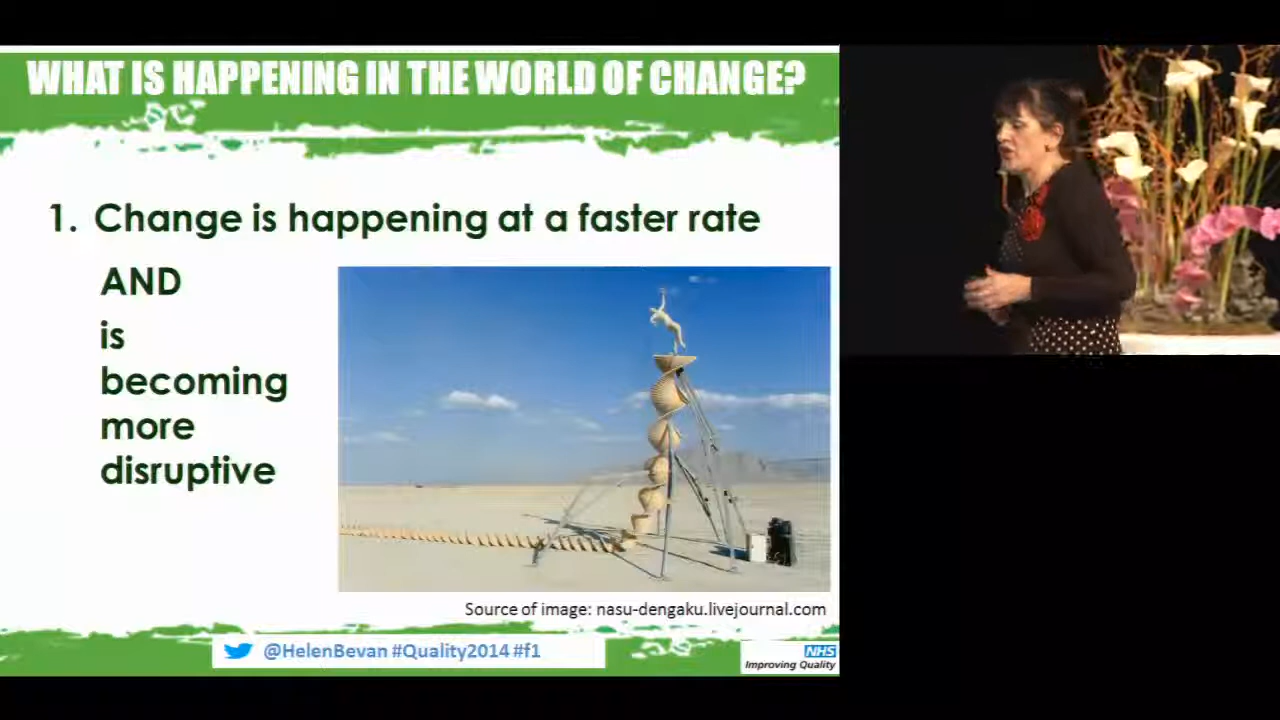 WHAT IS HAPPENING IN THE WORLD OF CHANGE?
1. Change is happening at a faster rate
AND
is
becoming
more
disruptive
Source of image: nasu-dengaku.livejournal.com
@HelenBevan #Quality2014 #f1
NHS
Improving Quality